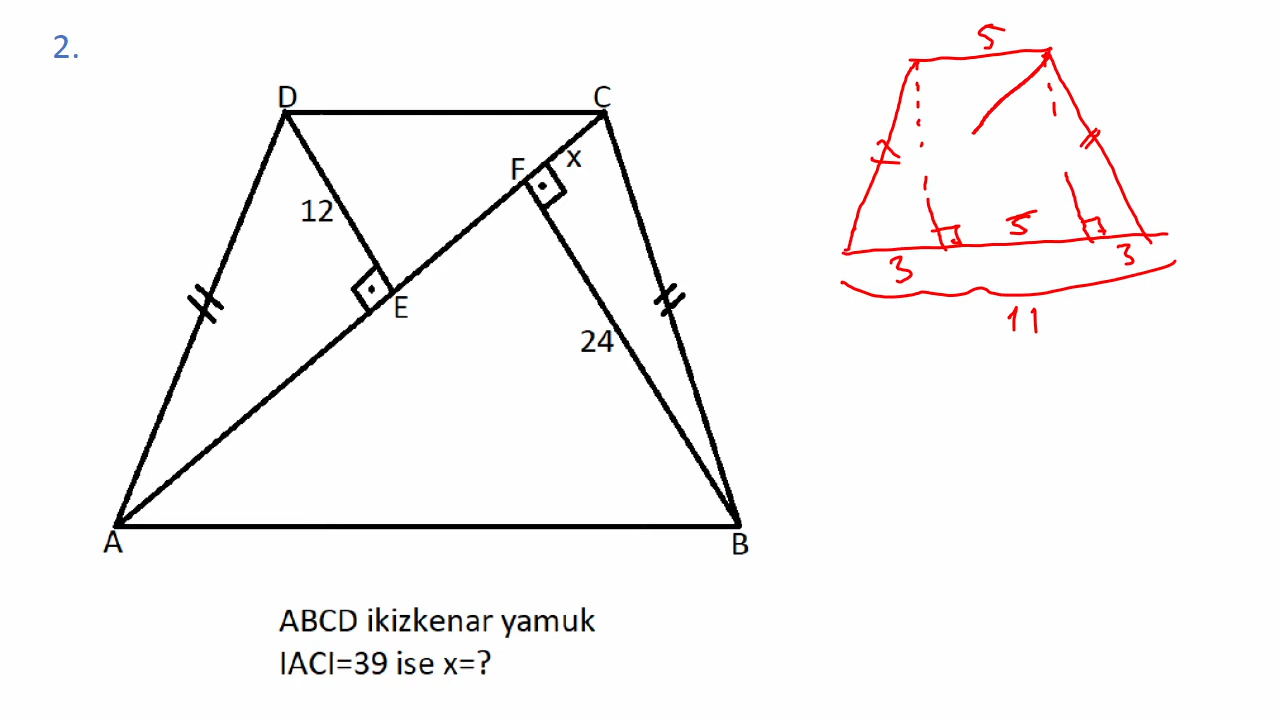 2.
D
C
F
x
12
E
24
A
B
ABCD ikizkenar yamuk
IACI=39 ise x=?
5
5
3
3
11